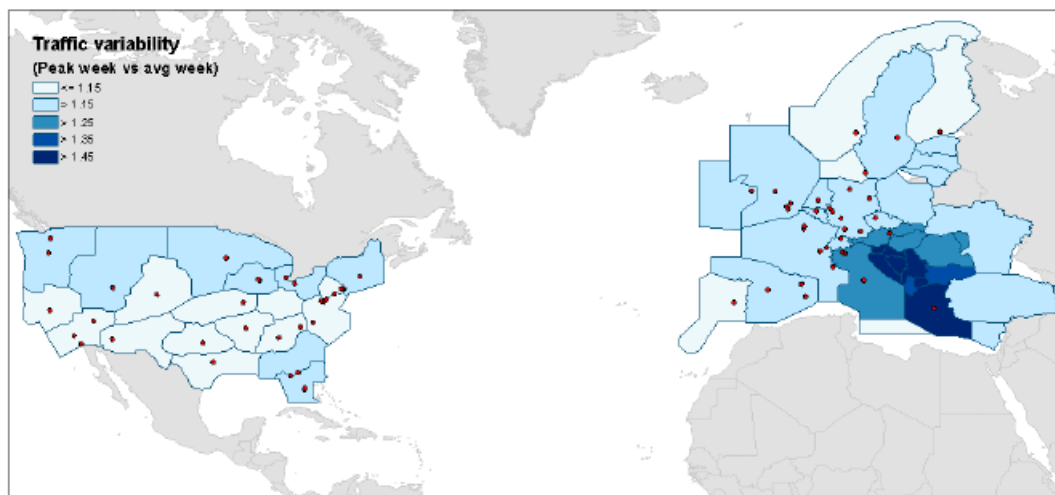 Traffic variability
(Peak week vs avg week)
<= 1.15
> 1.15
> 1.25
> 1.35
> 1.45